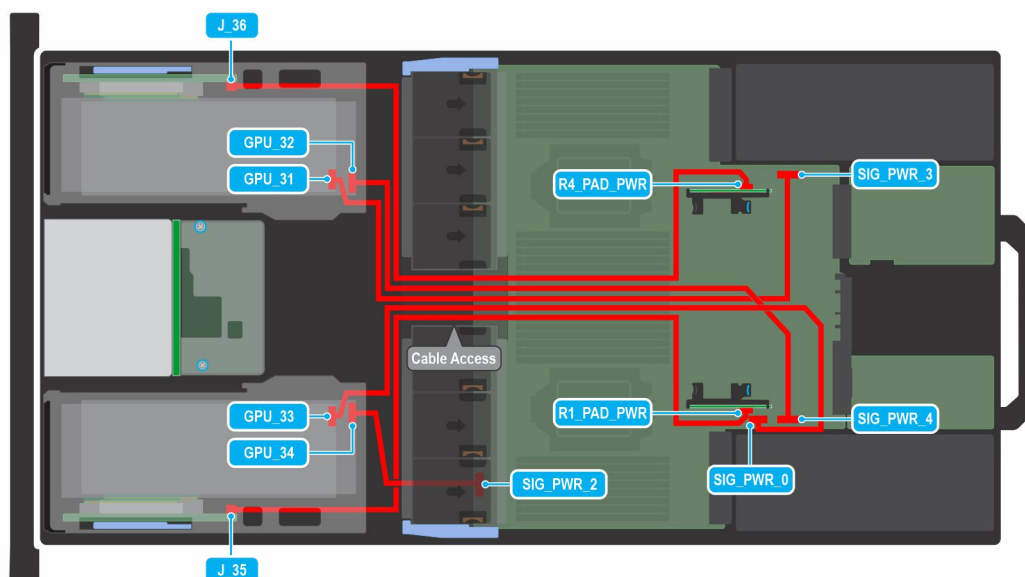 J_36
GPU_32
GPU_31
R4_PAD_PWR
SIG_PWR_3
Cable Access
GPU_33
GPU_34
R1_PAD_PWR
SIG_PWR_4
SIG_PWR_2
SIG_PWR_0
J_35